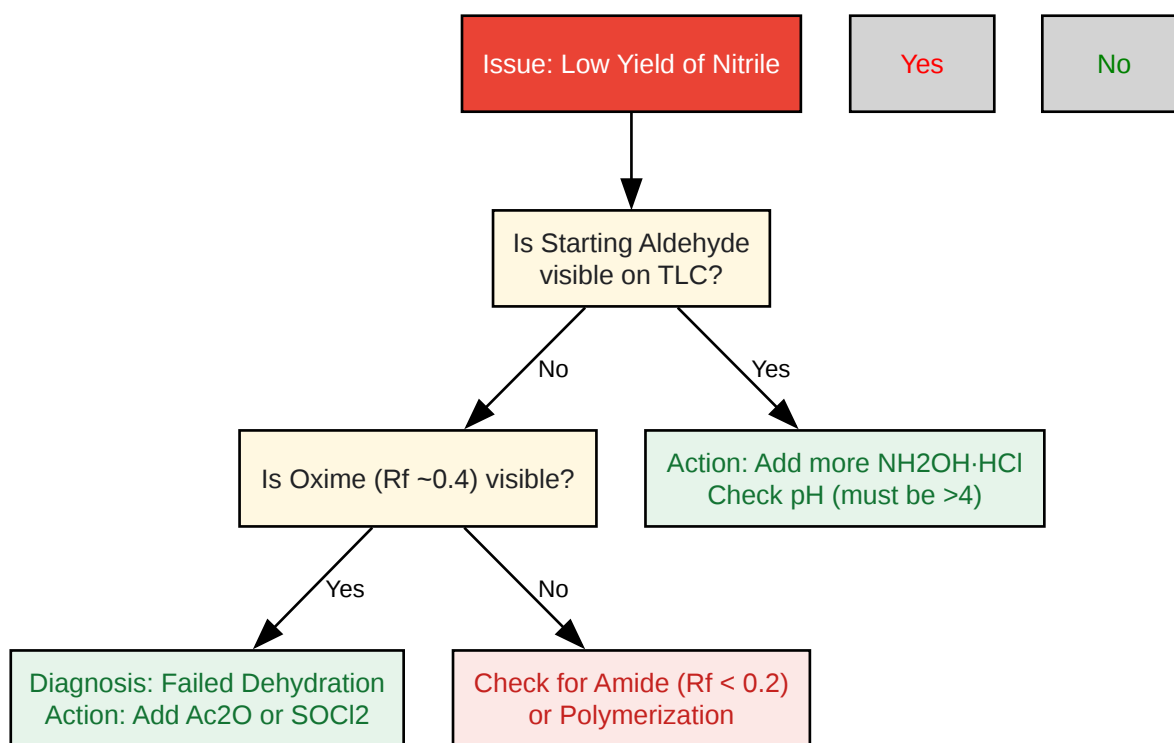 Issue: Low Yield of Nitrile
Yes
No
Is Starting Aldehyde
visible on TLC?
No
Yes
Is Oxime (Rf ~0.4) visible?
Action: Add more NH2OH·HCl
Check pH (must be >4)
Yes
No
Diagnosis: Failed Dehydration
Action: Add Ac2O or SOCl2
Check for Amide (Rf < 0.2)
or Polymerization